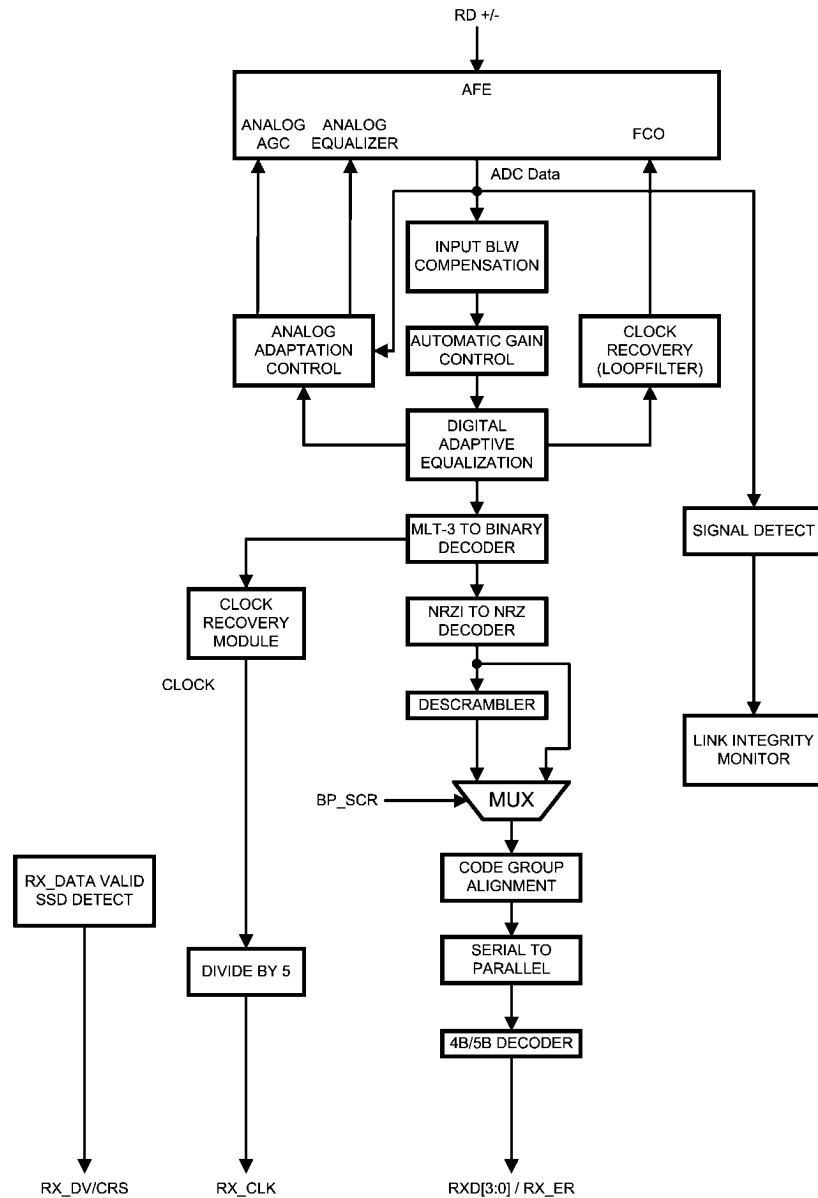 RD +/-
AFE
ANALOG
AGC
ANALOG
EQUALIZER
FCO
ADC Data
INPUT BLW
COMPENSATION
ANALOG
ADAPTATION
CONTROL
AUTOMATIC GAIN
CONTROL
CLOCK
RECOVERY
(LOOPFILTER)
DIGITAL
ADAPTIVE
EQUALIZATION
MLT-3 TO BINARY
DECODER
SIGNAL DETECT
CLOCK
RECOVERY
MODULE
NRZI TO NRZ
DECODER
CLOCK
DESCRAMBLER
LINK INTEGRITY
MONITOR
BP_SCR
MUX
RX_DATA VALID
SSD DETECT
CODE GROUP
ALIGNMENT
DIVIDE BY 5
SERIAL TO
PARALLEL
4B/5B DECODER
RX_DV/CRS
RX_CLK
RXD[3:0] / RX_ER